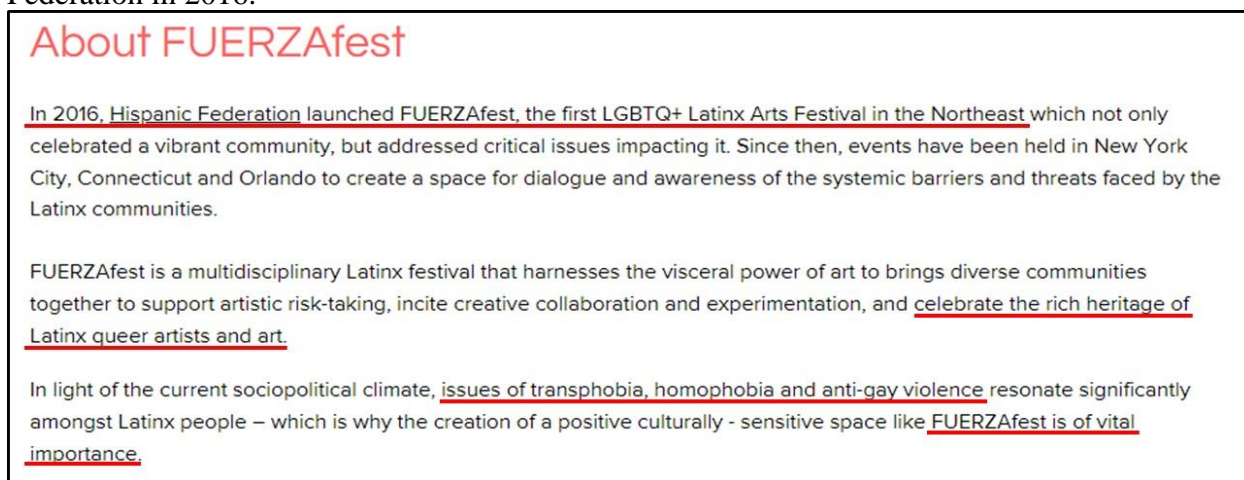 Federation in 2016.
About FUERZAfest
In 2016, Hispanic Federation launched FUERZAfest, the first LGBTQ+ Latinx Arts Festival in the Northeast which not only
celebrated a vibrant community, but addressed critical issues impacting it. Since then, events have been held in New York
City, Connecticut and Orlando to create a space for dialogue and awareness of the systemic barriers and threats faced by the
Latinx communities.
FUERZAfest is a multidisciplinary Latinx festival that harnesses the visceral power of art to brings diverse communities
together to support artistic risk-taking, incite creative collaboration and experimentation, and celebrate the rich heritage of
Latinx queer artists and art.
In light of the current sociopolitical climate, issues of transphobia, homophobia and anti-gay violence resonate significantly
amongst Latinx people – which is why the creation of a positive culturally - sensitive space like FUERZAfest is of vital
importance.